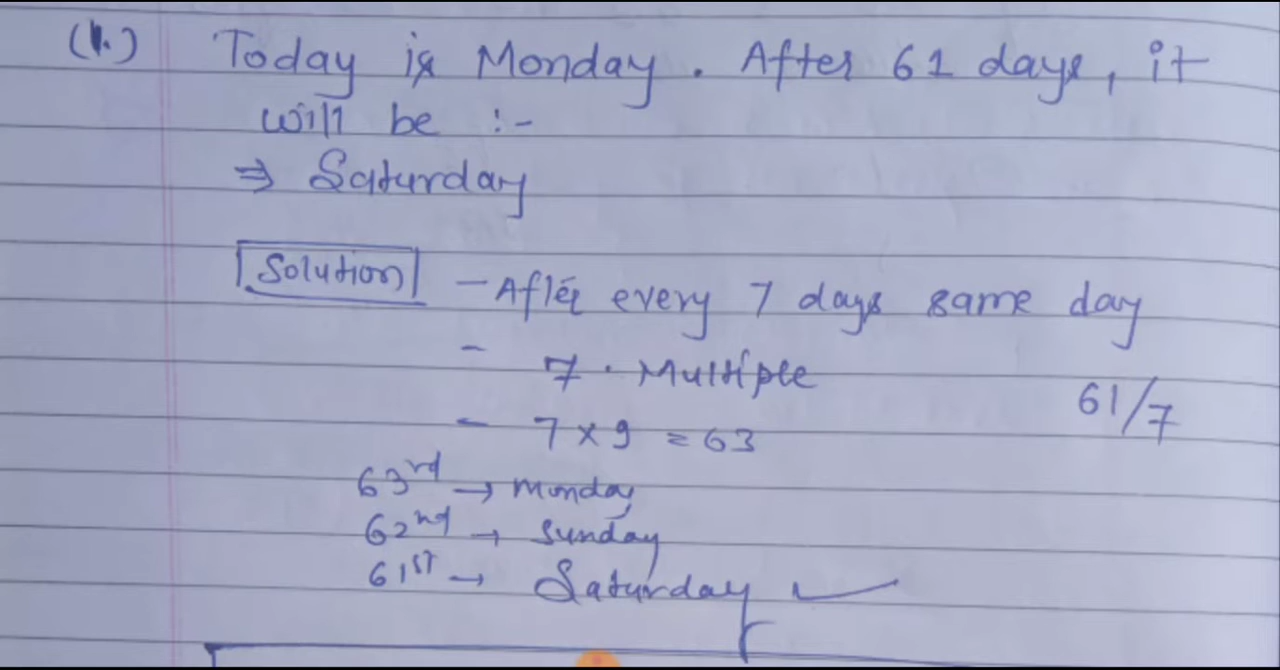 (1.) Today is Monday. After 61 days, it
will be :-
⇒ Saturday
Solution - After every 7 days same day
- 7 . Multiple
61/7
- 7 x 9 = 63
63rd → Monday
62nd → Sunday
61st → Saturday ✓